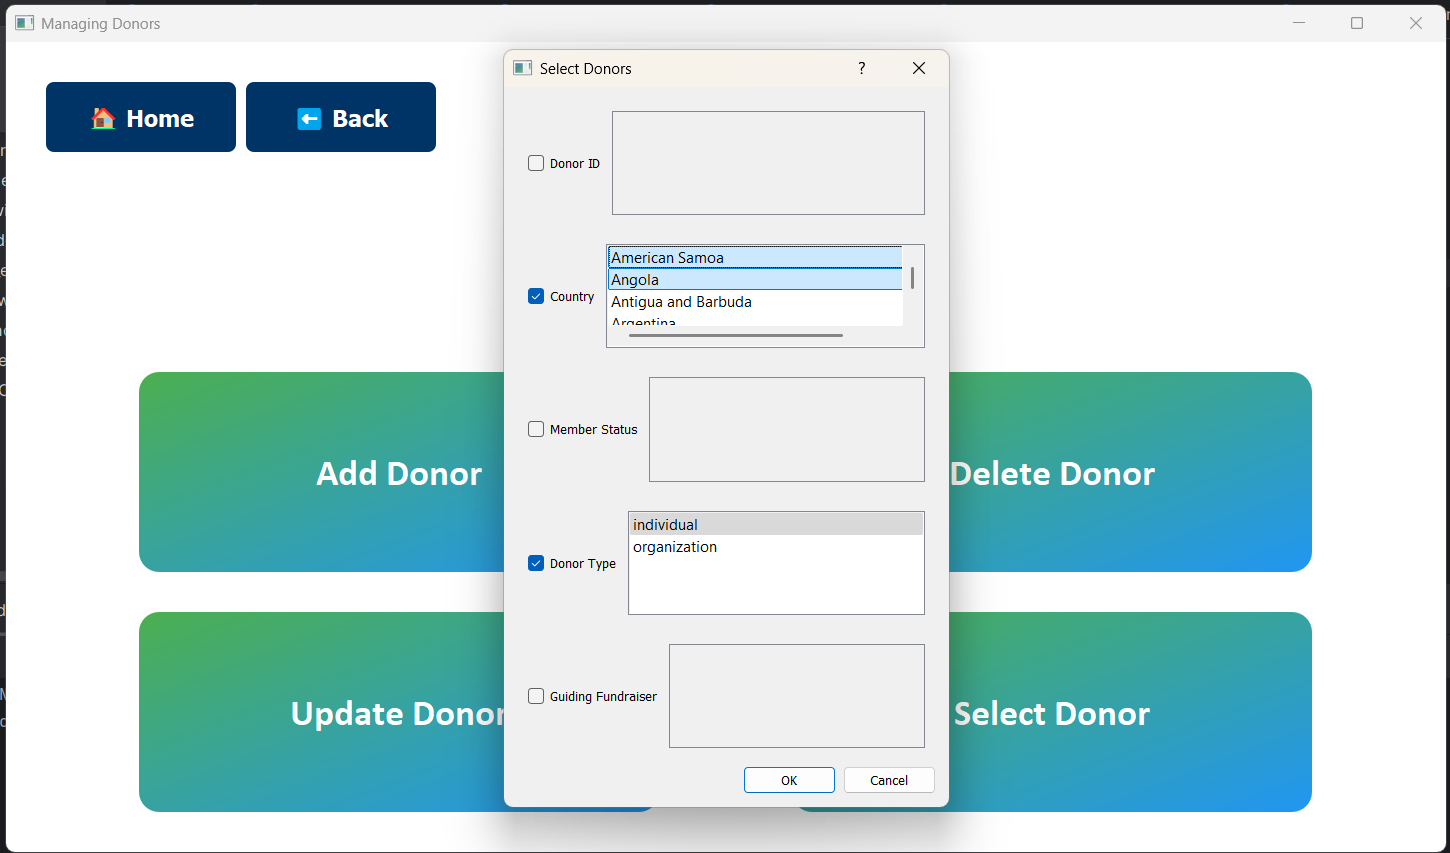 Managing Donors
Home
Back
Select Donors
?
Donor ID
Country
American Samoa
Angola
Antigua and Barbuda
Argentina
Member Status
Donor Type
individual
organization
Guiding Fundraiser
OK
Cancel
Add Donor
Delete Donor
Update Donor
Select Donor